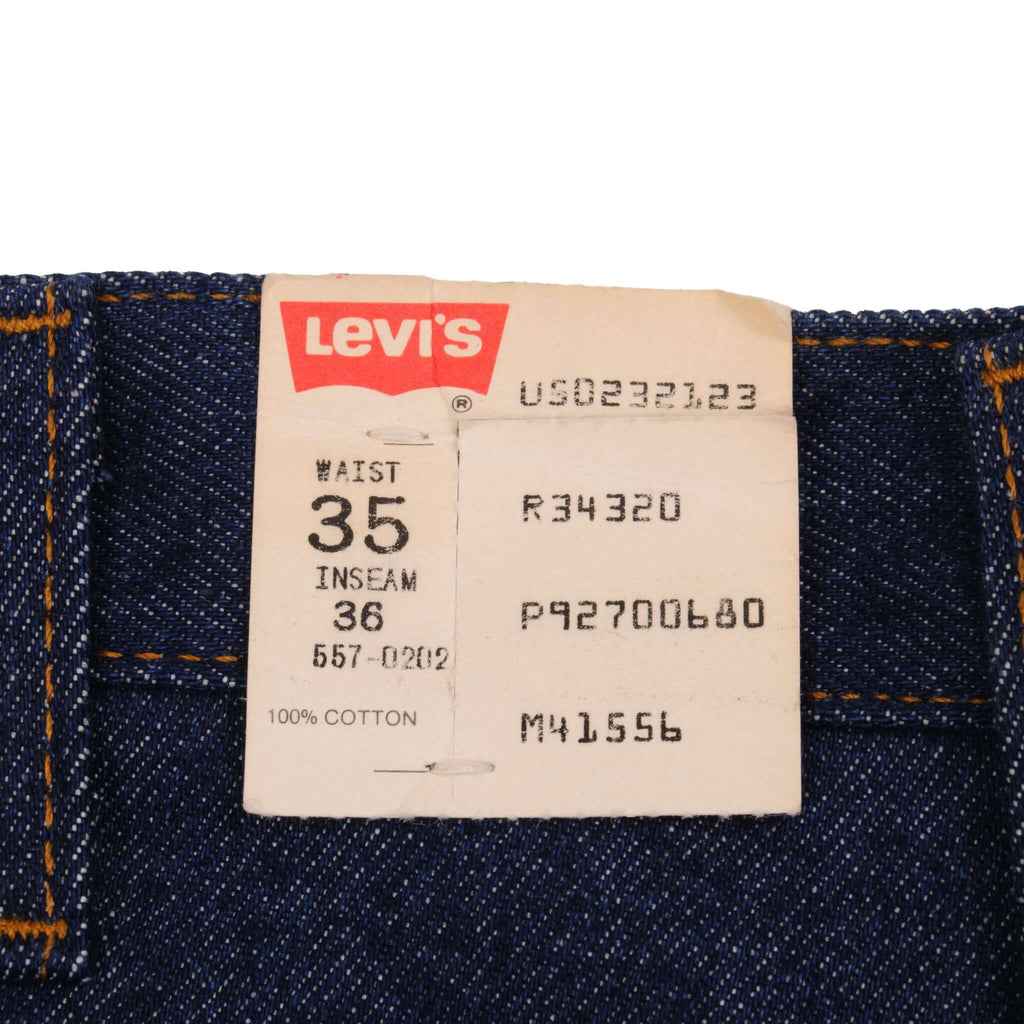 Levi's
®
US0232123
WAIST
35
INSEAM
36
557-0202
100% COTTON
R34320
P92700680
M41556